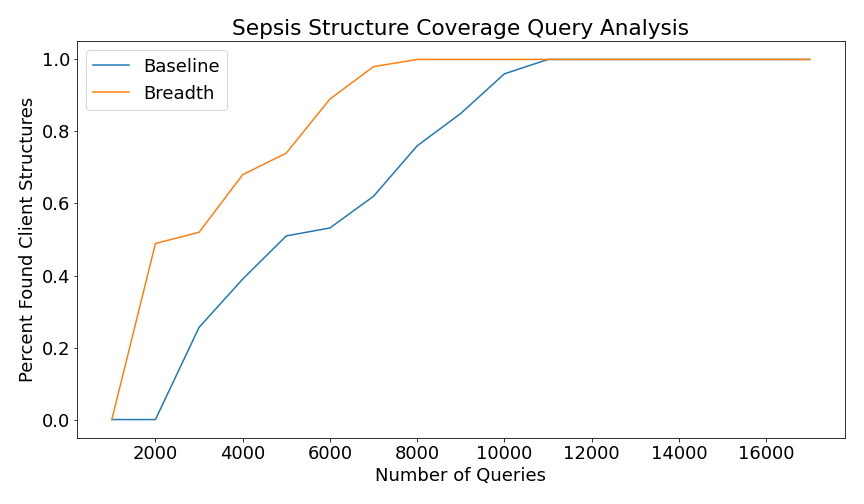 Sepsis Structure Coverage Query Analysis
Baseline
Breadth
Percent Found Client Structures
1.0
0.8
0.6
0.4
0.2
0.0
2000 4000 6000 8000 10000 12000 14000 16000
Number of Queries